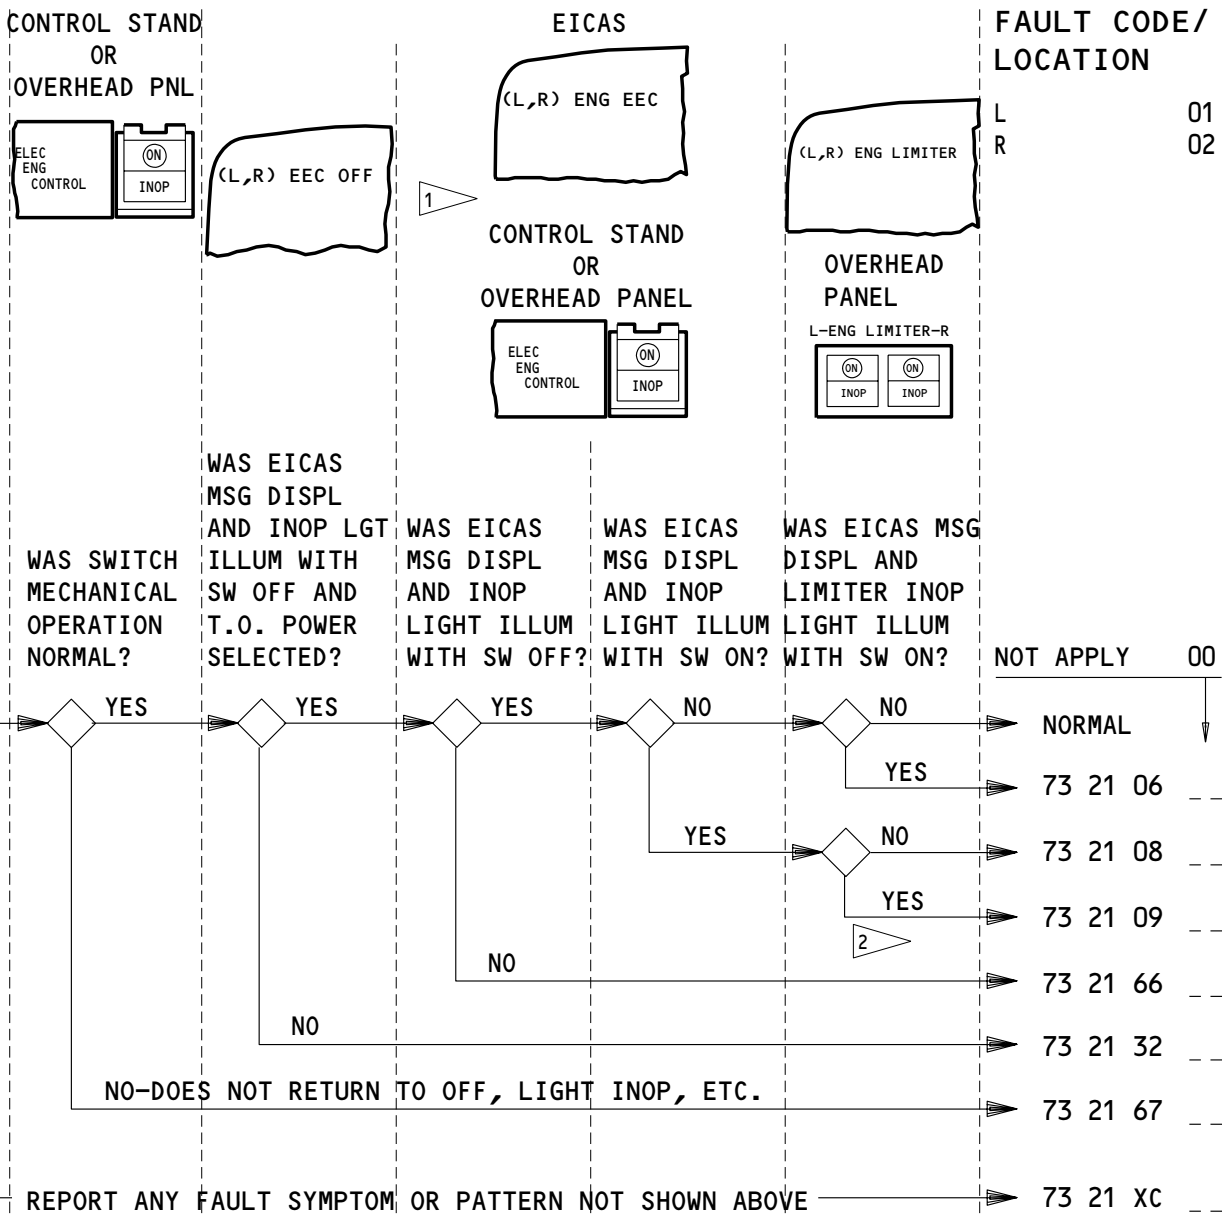 CONTROL STAND
OR
OVERHEAD PNL
ELEC
ENG
CONTROL
ON
INOP
(L,R) EEC OFF
EICAS
(L,R) ENG EEC
1
CONTROL STAND
OR
OVERHEAD PANEL
ELEC
ENG
CONTROL
ON
INOP
(L,R) ENG LIMITER
OVERHEAD
PANEL
L-ENG LIMITER-R
ON ON
INOP INOP
FAULT CODE/
LOCATION
L 01
R 02
WAS SWITCH
MECHANICAL
OPERATION
NORMAL?
WAS EICAS
MSG DISPL
AND INOP LGT
ILLUM WITH
SW OFF AND
T.O. POWER
SELECTED?
WAS EICAS
MSG DISPL
AND INOP
LIGHT ILLUM
WITH SW OFF?
WAS EICAS
MSG DISPL
AND INOP
LIGHT ILLUM
WITH SW ON?
WAS EICAS MSG
DISPL AND
LIMITER INOP
LIGHT ILLUM
WITH SW ON?
NOT APPLY 00
YES YES YES NO NO NORMAL
YES 73 21 06 _ _
YES NO 73 21 08 _ _
YES 73 21 09 _ _
2
NO 73 21 66 _ _
NO 73 21 32 _ _
NO-DOES NOT RETURN TO OFF, LIGHT INOP, ETC. 73 21 67 _ _
REPORT ANY FAULT SYMPTOM OR PATTERN NOT SHOWN ABOVE 73 21 XC _ _